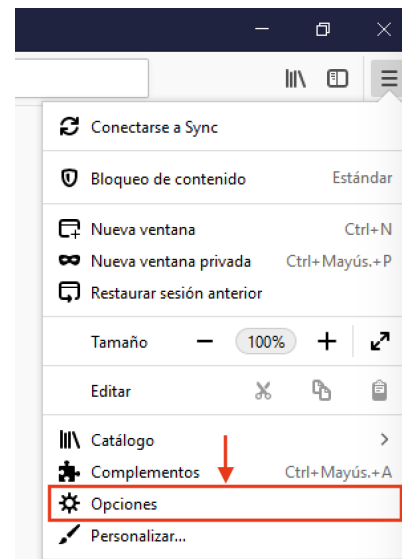 Conectarse a Sync
Bloqueo de contenido Estándar
Nueva ventana Ctrl+N
Nueva ventana privada Ctrl+Mayús.+P
Restaurar sesión anterior
Tamaño 100%
Editar
Catálogo
Complementos Ctrl+Mayús.+A
Opciones
Personalizar...